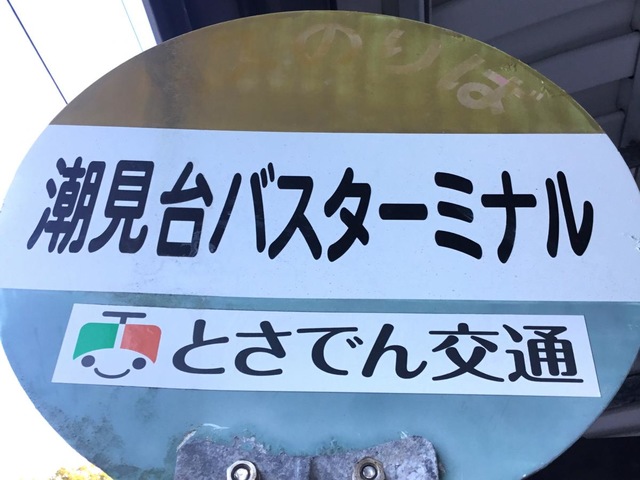 のりば
潮見台バスターミナル
とさでん交通